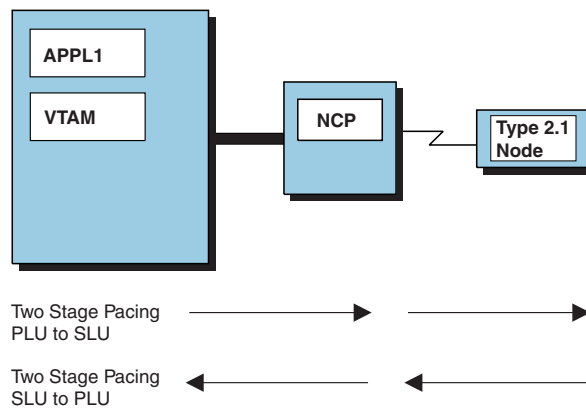 APPL1
VTAM
NCP
Type 2.1
Node
Two Stage Pacing
PLU to SLU
Two Stage Pacing
SLU to PLU